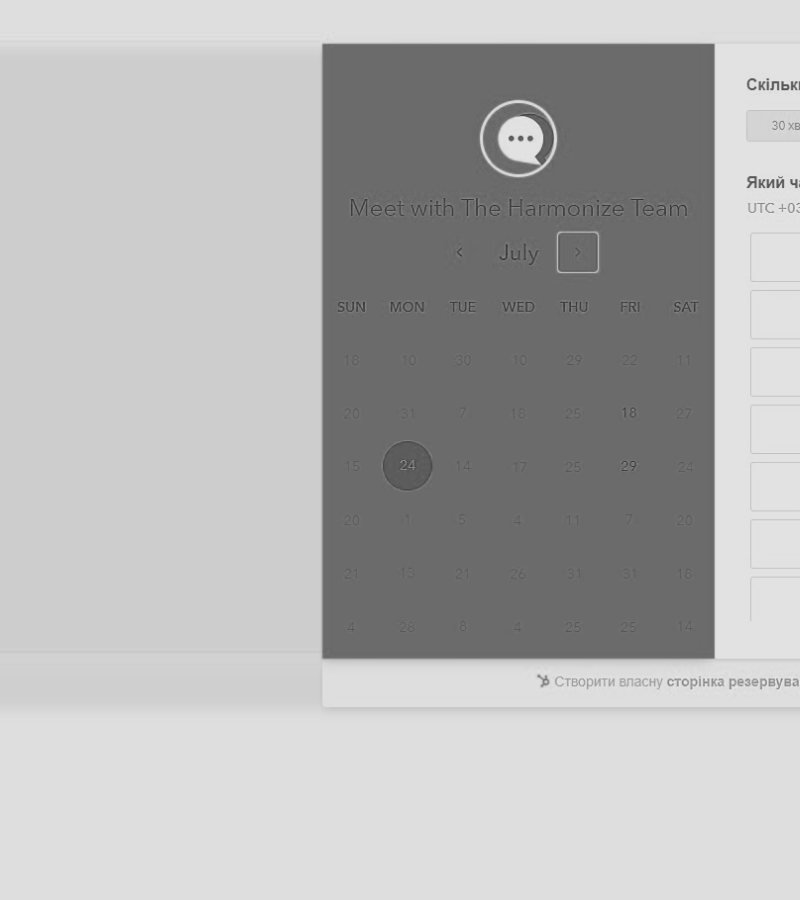 Meet with The Harmonize Team
July
SUN MON TUE WED THU FRI SAT
18 10 30 10 29 22 11
20 31 7 18 25 18 27
15 24 14 17 25 29 24
20 1 5 4 11 7 20
21 13 21 26 31 31 18
4 28 8 4 25 25 14
Скільк
30 хв
Який ч
UTC +03
Створити власну сторінка резервува